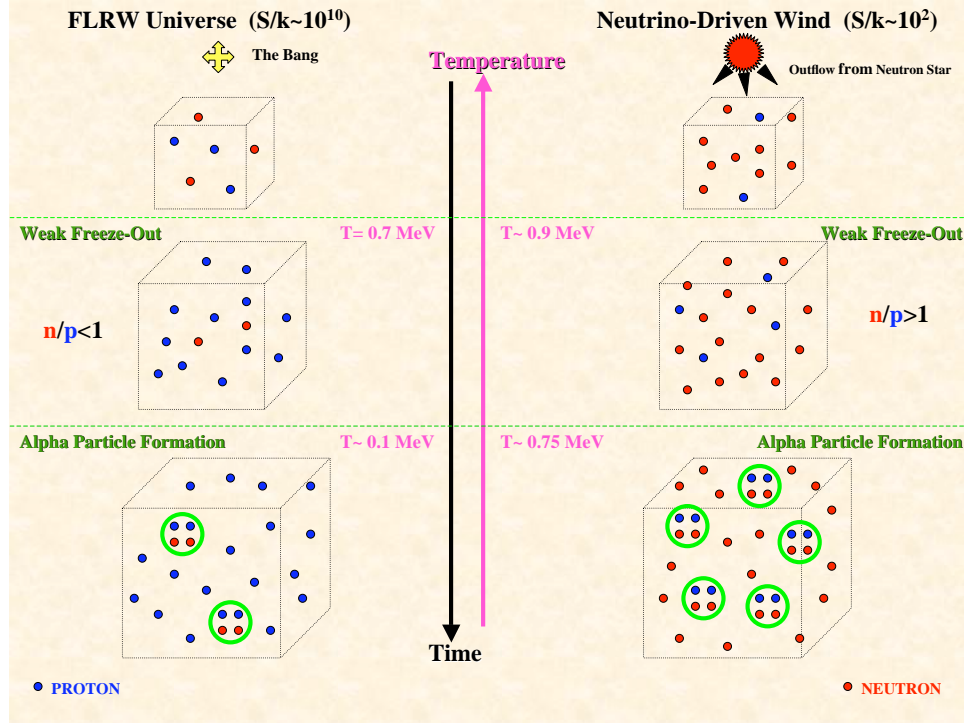 FLRW Universe (S/k~10¹⁰)
Neutrino-Driven Wind (S/k~10²)
The Bang
Temperature
Outflow from Neutron Star
Weak Freeze-Out
T= 0.7 MeV
T~ 0.9 MeV
Weak Freeze-Out
n/p<1
n/p>1
Alpha Particle Formation
T~ 0.1 MeV
T~ 0.75 MeV
Alpha Particle Formation
Time
PROTON
NEUTRON